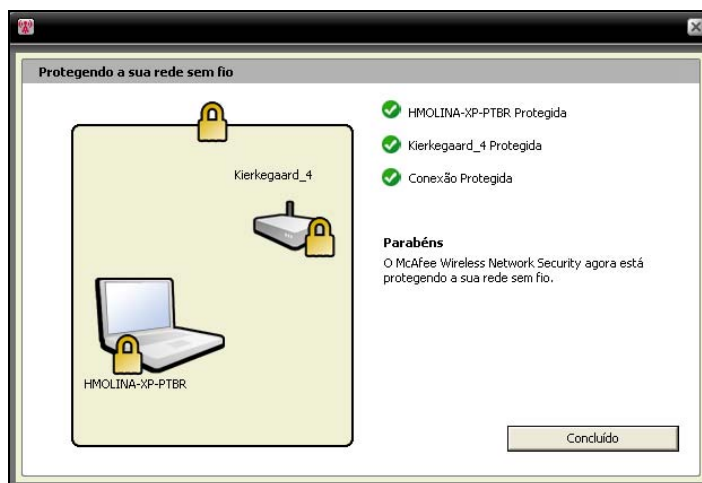 Protegendo a sua rede sem fio
Kierkegaard_4
HMOLINA-XP-PTBR
HMOLINA-XP-PTBR Protegida
Kierkegaard_4 Protegida
Conexão Protegida
Parabéns
O McAfee Wireless Network Security agora está
protegendo a sua rede sem fio.
Concluído